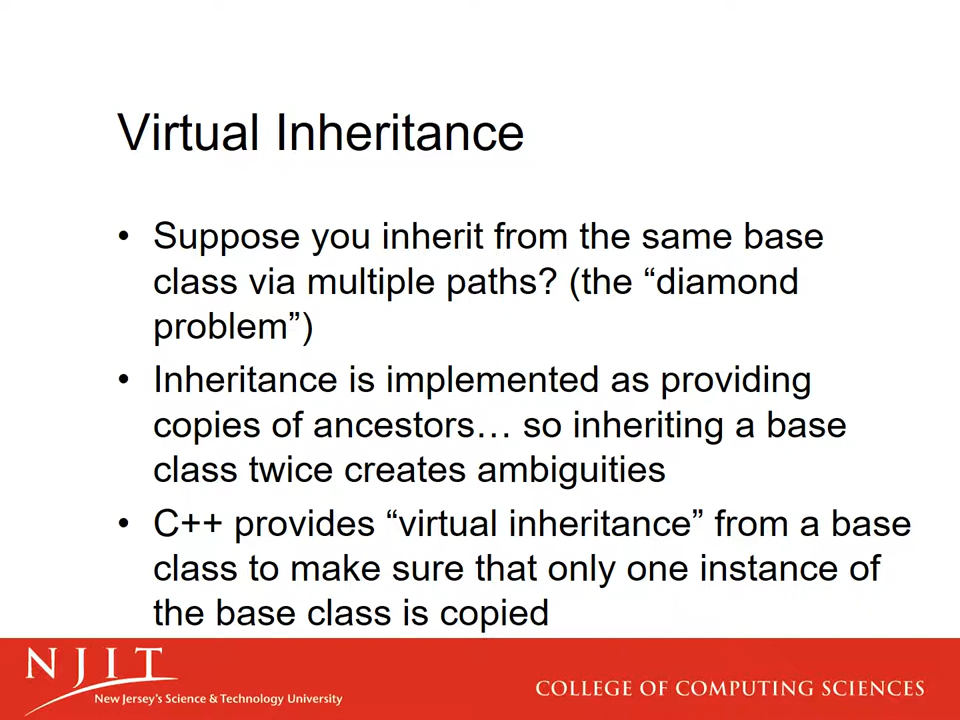 Virtual Inheritance
• Suppose you inherit from the same base
class via multiple paths? (the “diamond
problem”)
• Inheritance is implemented as providing
copies of ancestors… so inheriting a base
class twice creates ambiguities
• C++ provides “virtual inheritance” from a base
class to make sure that only one instance of
the base class is copied
NJIT
New Jersey’s Science & Technology University
COLLEGE OF COMPUTING SCIENCES